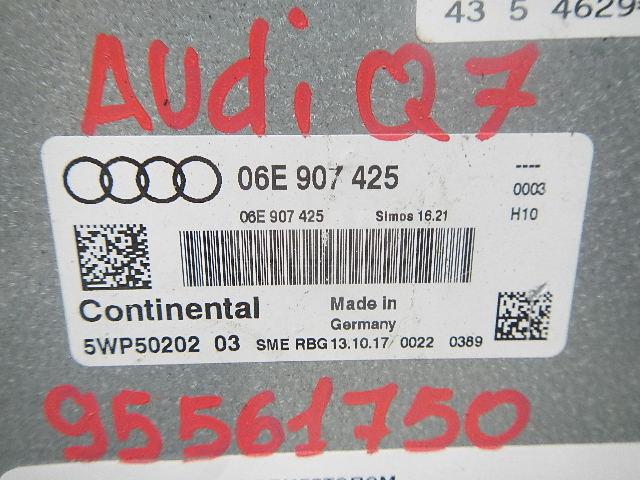 43 5 4629
AUDi Q7
06E 907 425
----
0003
06E 907 425 Simos 16.21 H10
Continental Made in
Germany
5WP50202 03 SME RBG 13.10.17 0022 0389
95561750